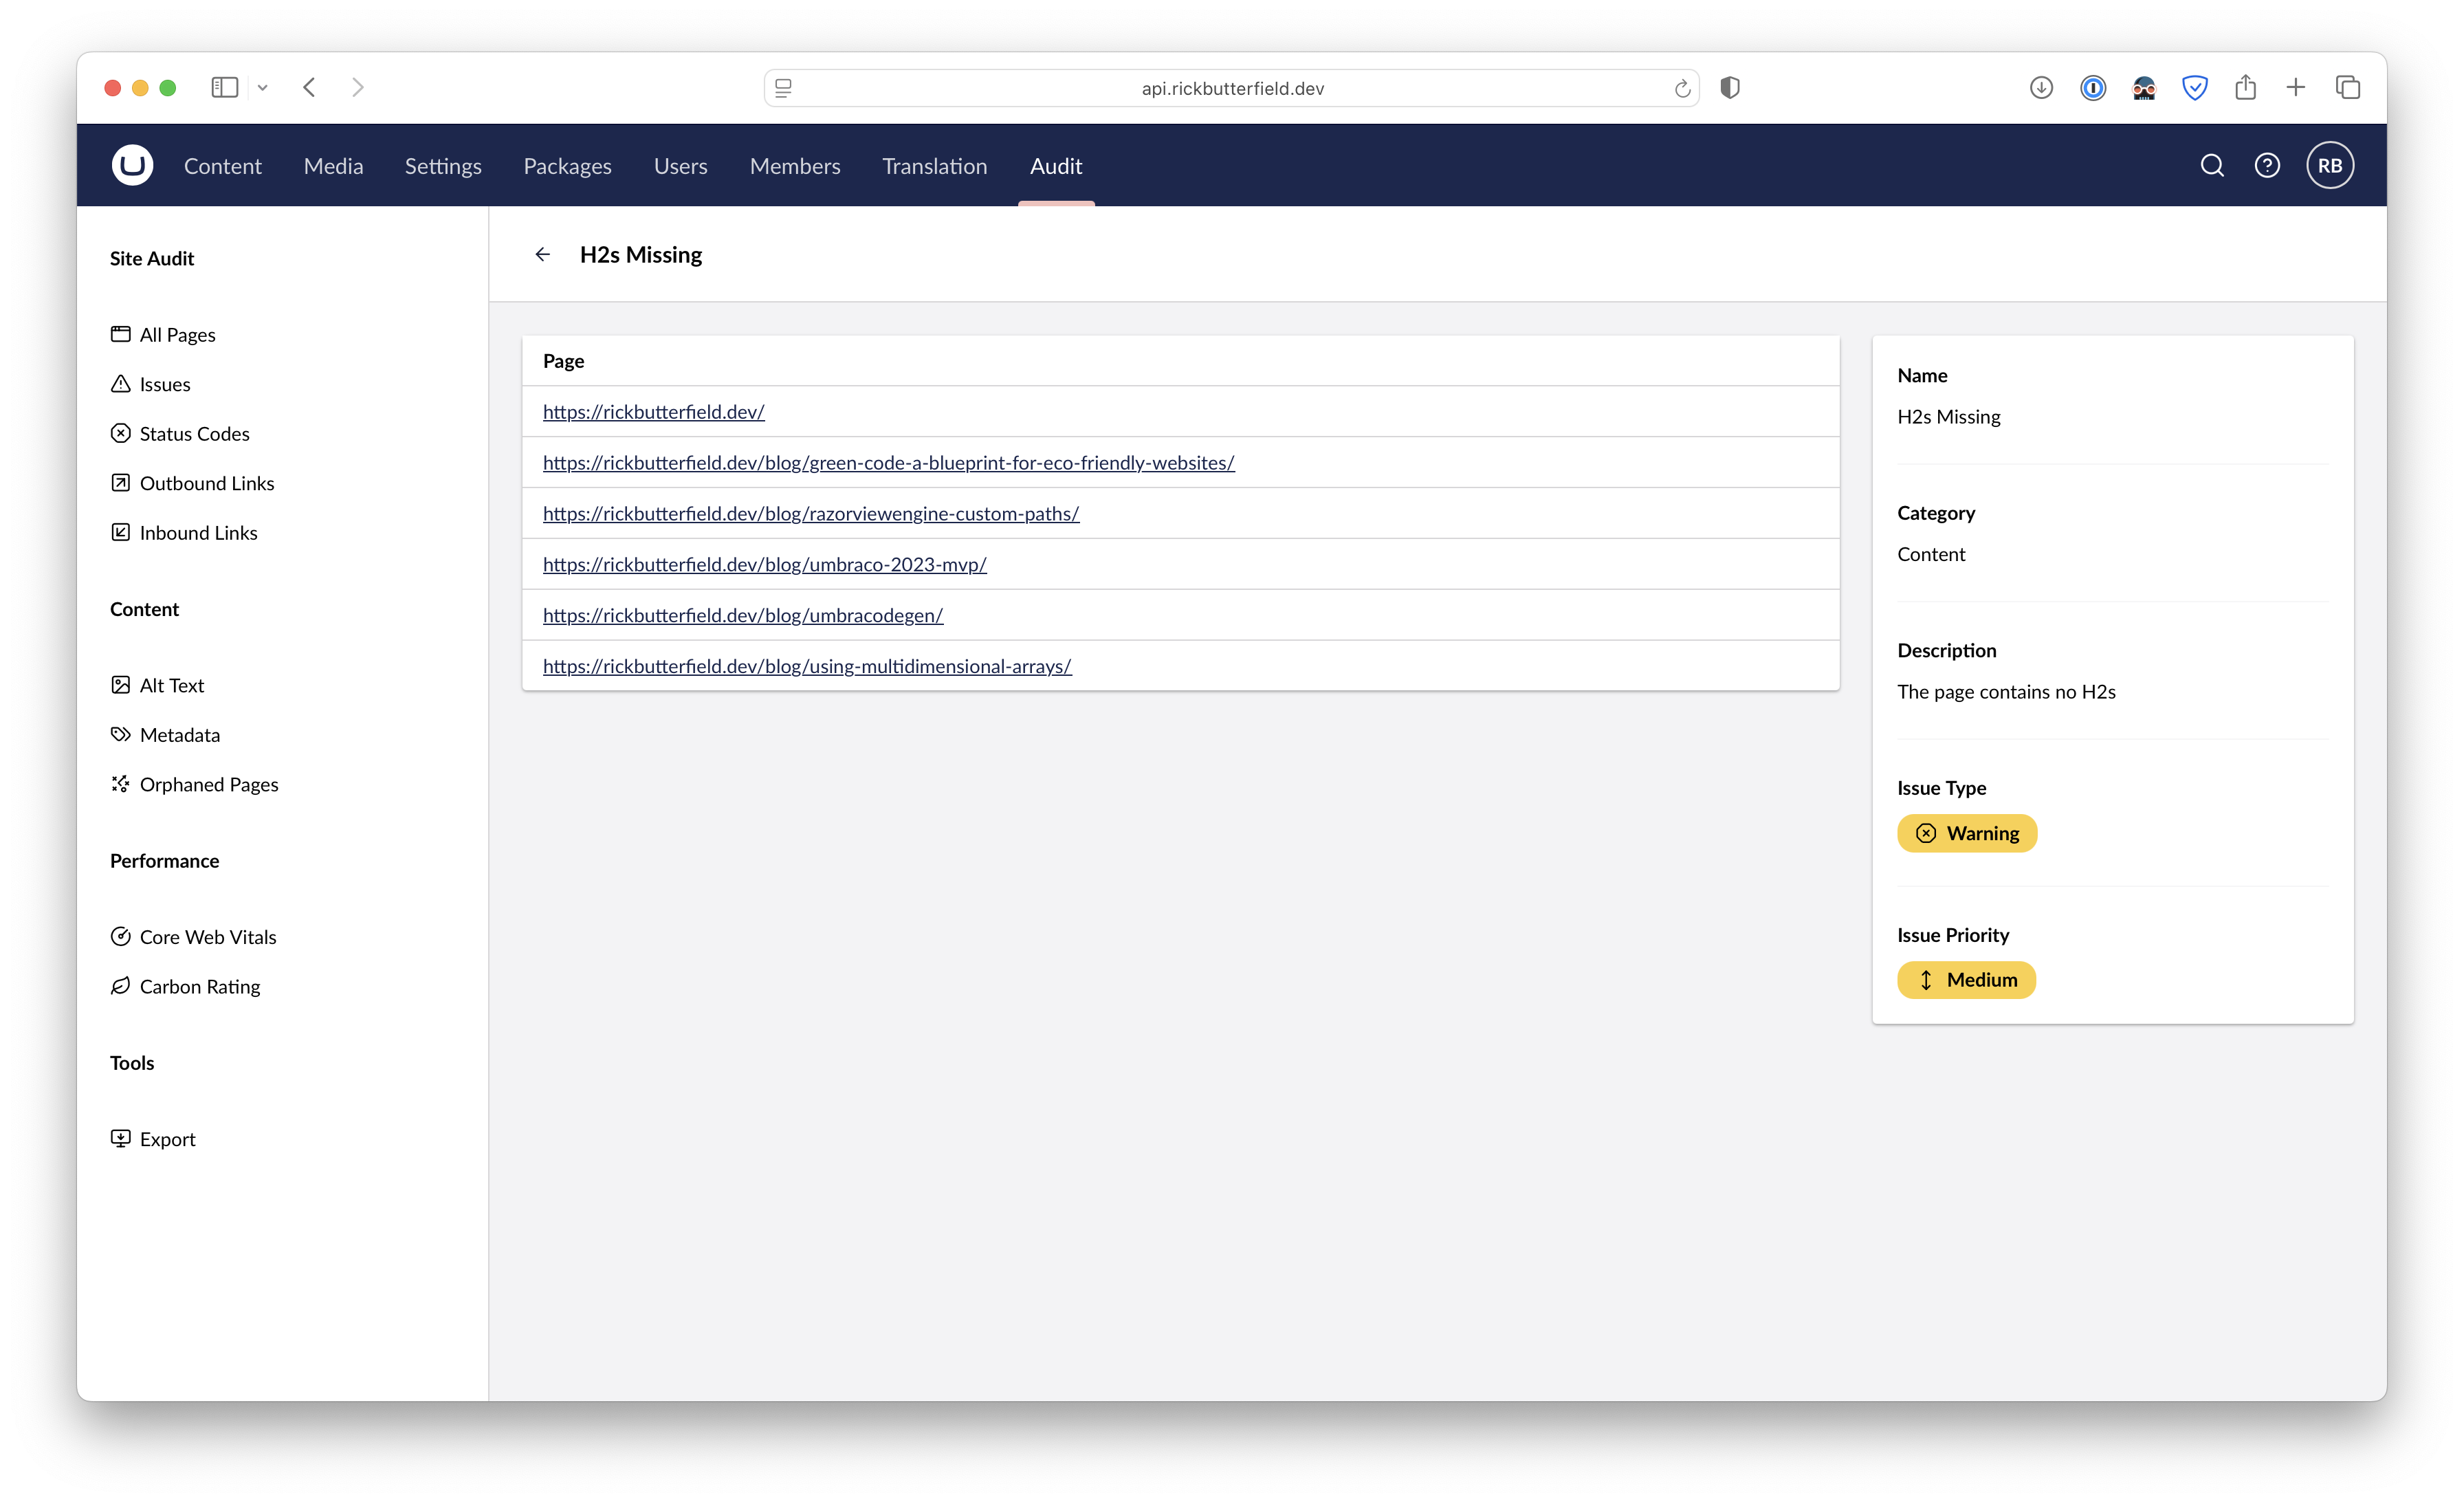 api.rickbutterfield.dev
Content Media Settings Packages Users Members Translation Audit RB
Site Audit
All Pages
Issues
Status Codes
Outbound Links
Inbound Links
Content
Alt Text
Metadata
Orphaned Pages
Performance
Core Web Vitals
Carbon Rating
Tools
Export
H2s Missing
Page
https://rickbutterfield.dev/
https://rickbutterfield.dev/blog/green-code-a-blueprint-for-eco-friendly-websites/
https://rickbutterfield.dev/blog/razorviewengine-custom-paths/
https://rickbutterfield.dev/blog/umbraco-2023-mvp/
https://rickbutterfield.dev/blog/umbracodegen/
https://rickbutterfield.dev/blog/using-multidimensional-arrays/
Name
H2s Missing
Category
Content
Description
The page contains no H2s
Issue Type
Warning
Issue Priority
Medium